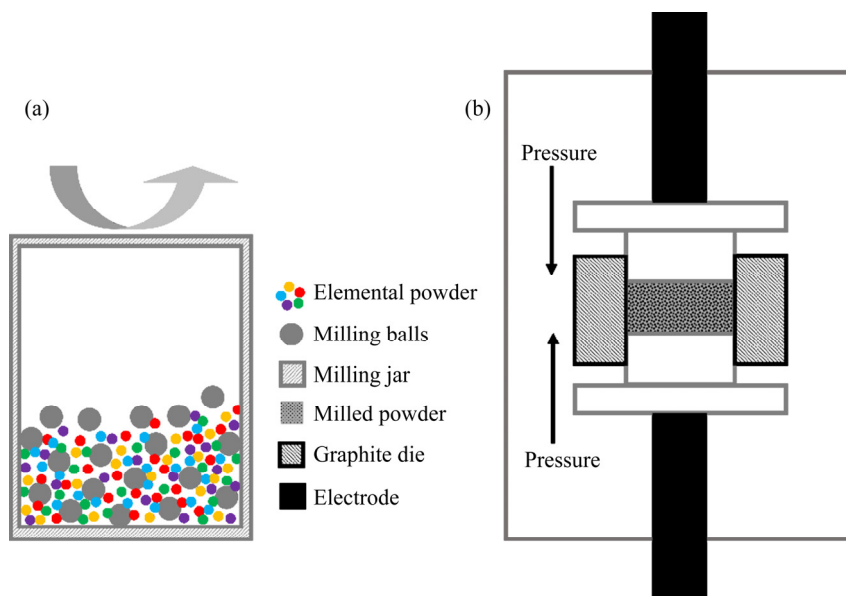 (a)
(b)
Pressure
Elemental powder
Milling balls
Milling jar
Milled powder
Graphite die
Electrode
Pressure